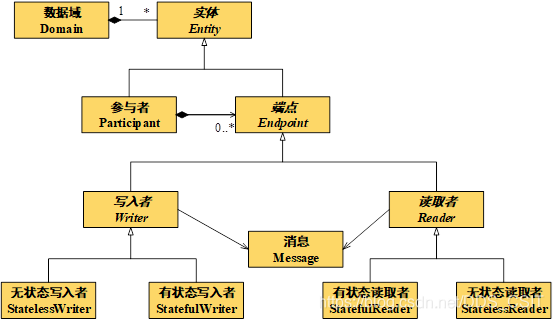 数据域
Domain
1
*
实体
Entity
参与者
Participant
0..*
端点
Endpoint
写入者
Writer
读取者
Reader
消息
Message
无状态写入者
StatelessWriter
有状态写入者
StatefulWriter
有状态读取者
StatefulReader
无状态读取者
StatelessReader